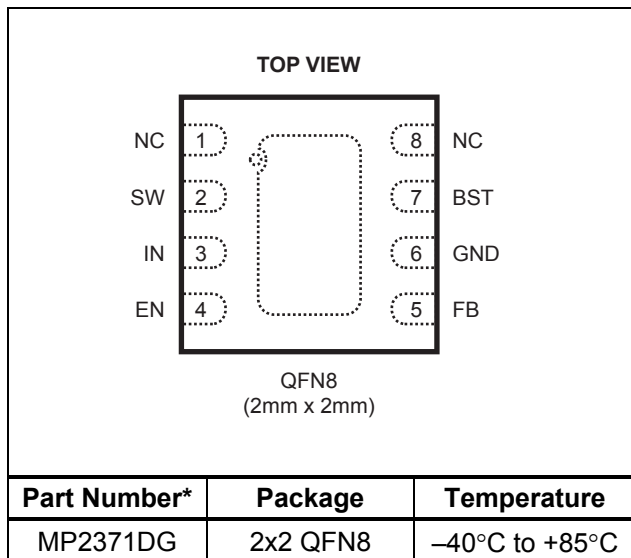 TOP VIEW
NC 1 8 NC
SW 2 7 BST
IN 3 6 GND
EN 4 5 FB
QFN8
(2mm x 2mm)
Part Number* Package Temperature
MP2371DG 2x2 QFN8 –40°C to +85°C